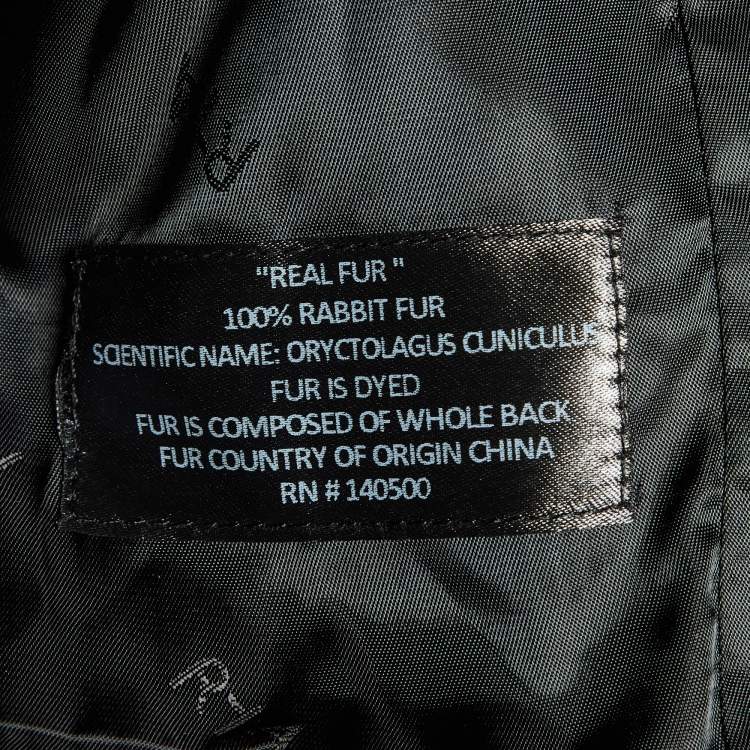 "REAL FUR "
100% RABBIT FUR
SCIENTIFIC NAME: ORYCTOLAGUS CUNICULUS
FUR IS DYED
FUR IS COMPOSED OF WHOLE BACK
FUR COUNTRY OF ORIGIN CHINA
RN # 140500